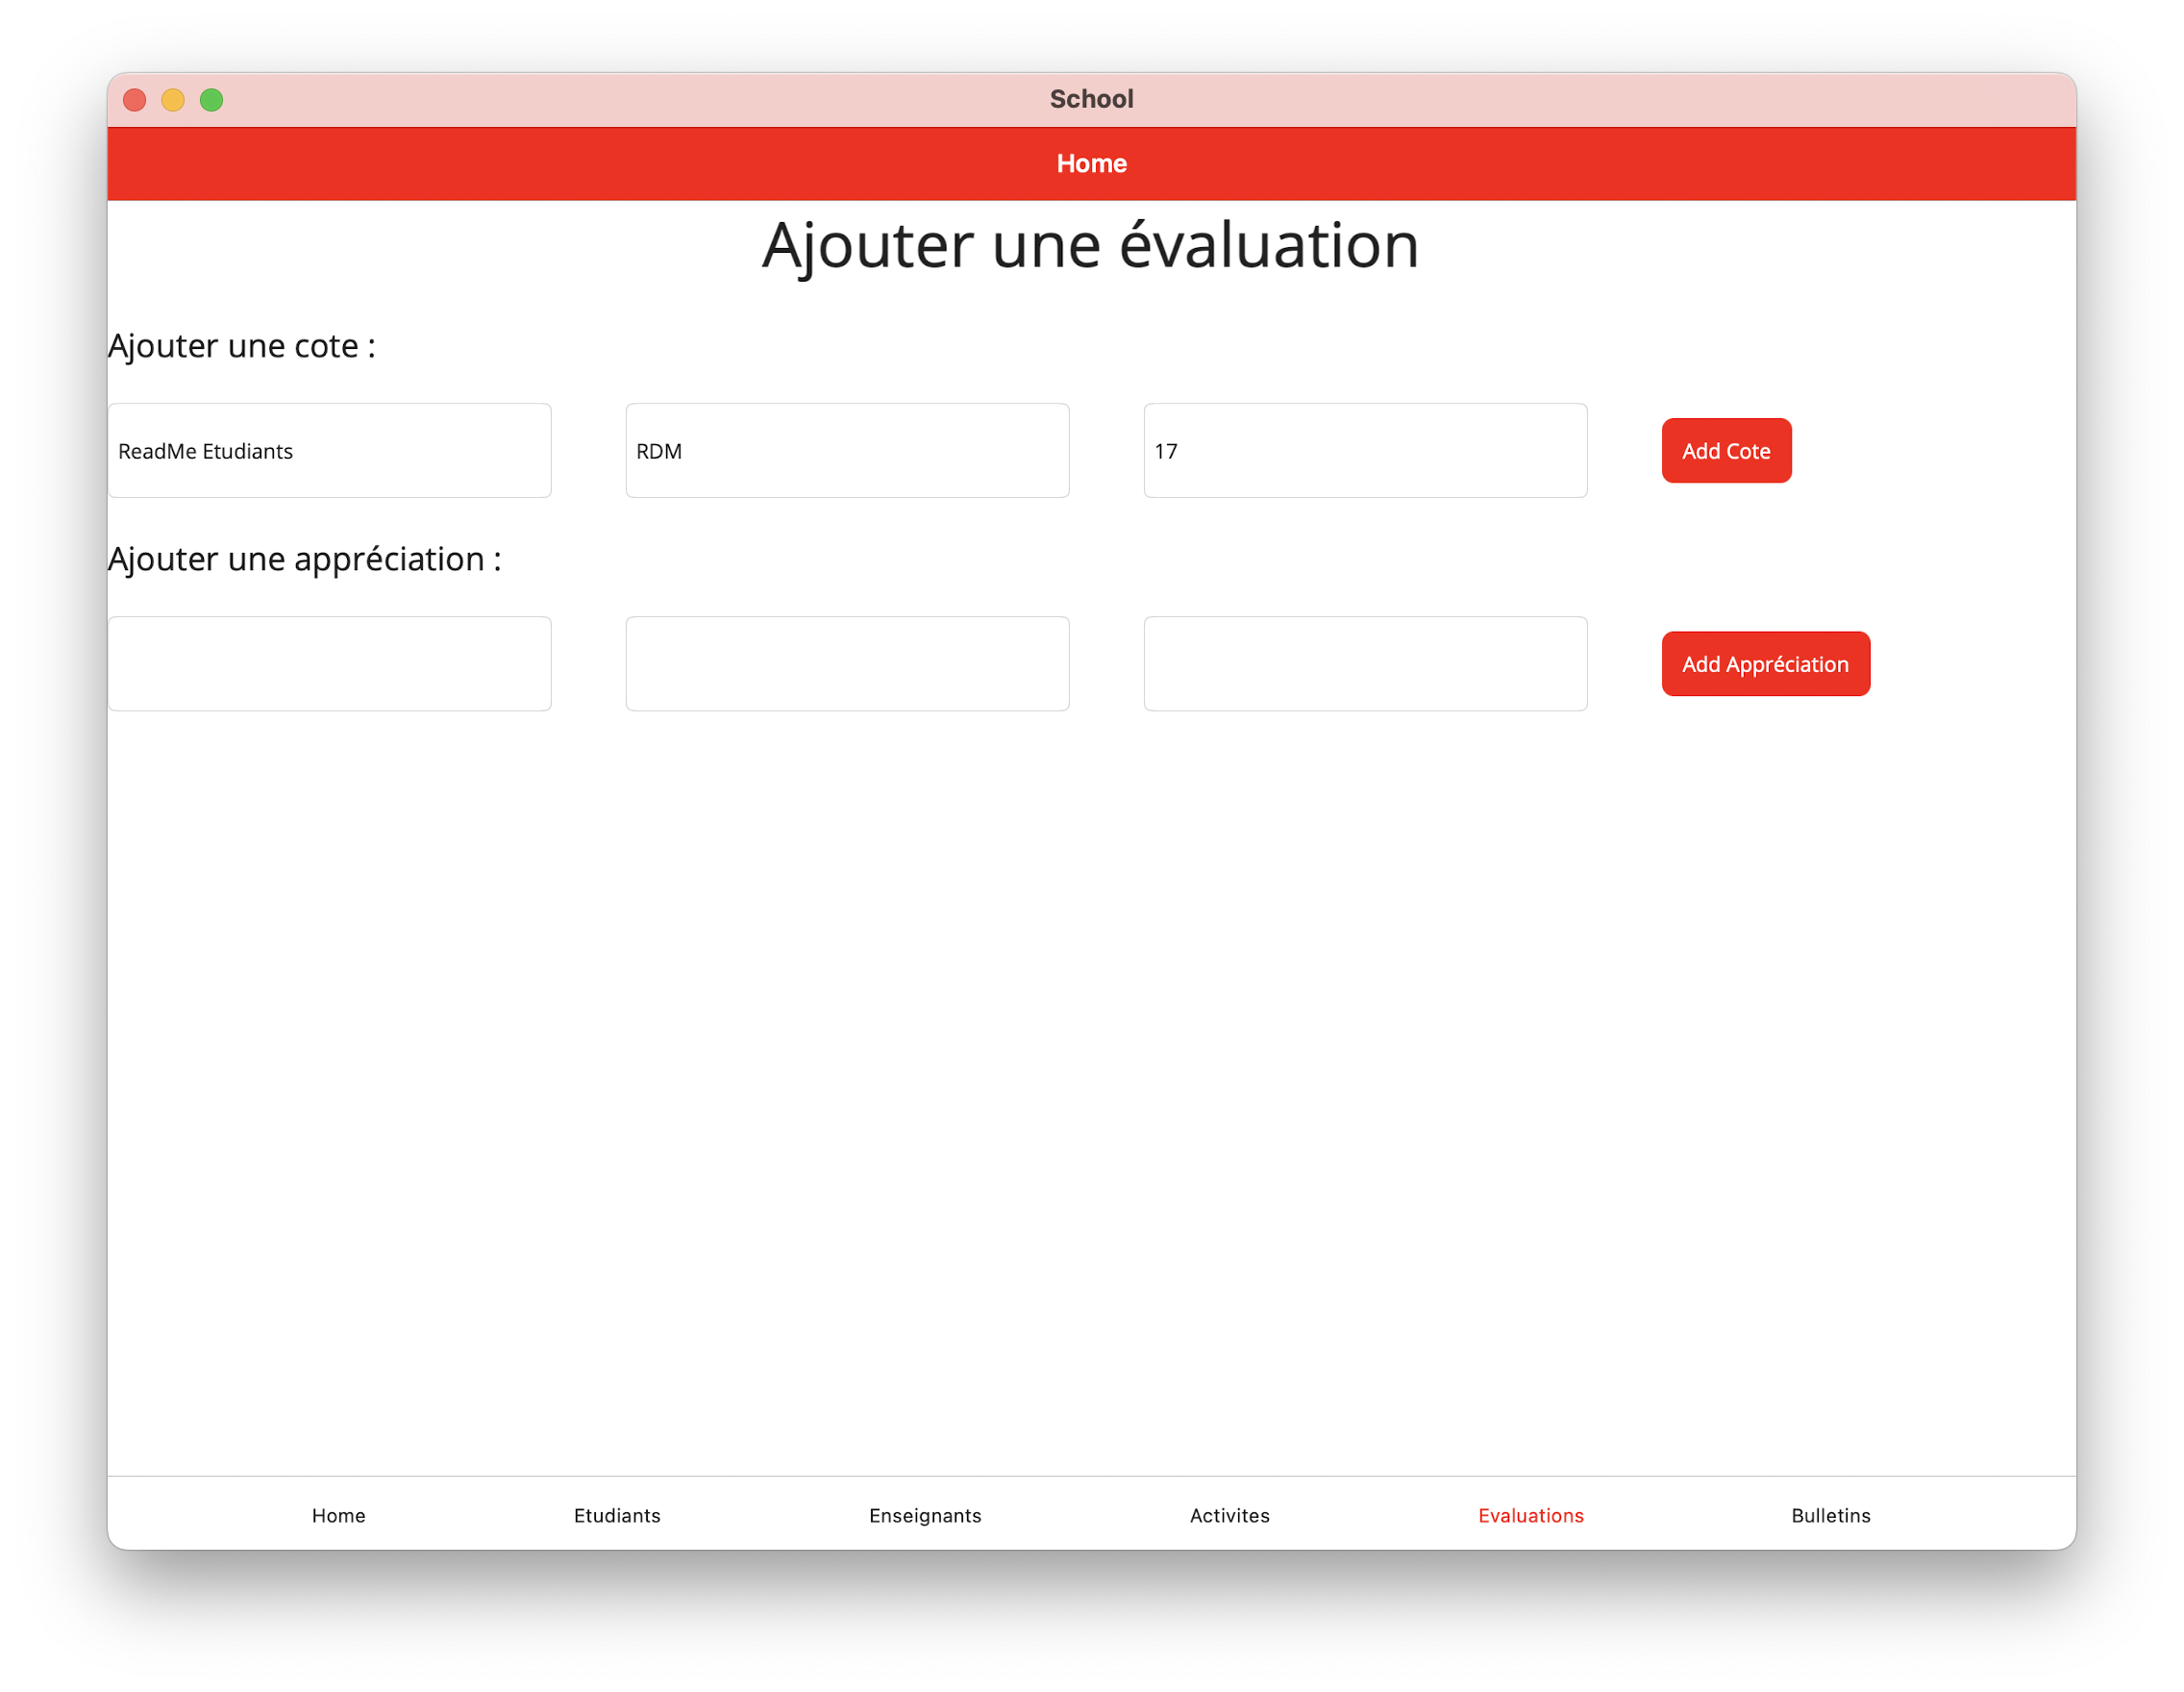 School
Home
Ajouter une évaluation
Ajouter une cote :
ReadMe Etudiants
RDM
17
Add Cote
Ajouter une appréciation :
Add Appréciation
Home
Etudiants
Enseignants
Activites
Evaluations
Bulletins